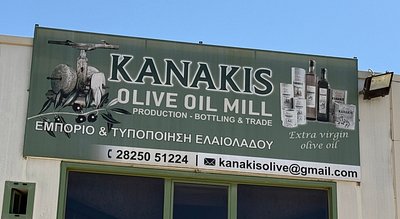 KANAKIS
OLIVE OIL MILL
PRODUCTION - BOTTLING & TRADE
ΕΜΠΟΡΙΟ & ΤΥΠΟΠΟΙΗΣΗ ΕΛΑΙΟΛΑΔΟΥ
Extra virgin
olive oil
28250 51224 | kanakisolive@gmail.com